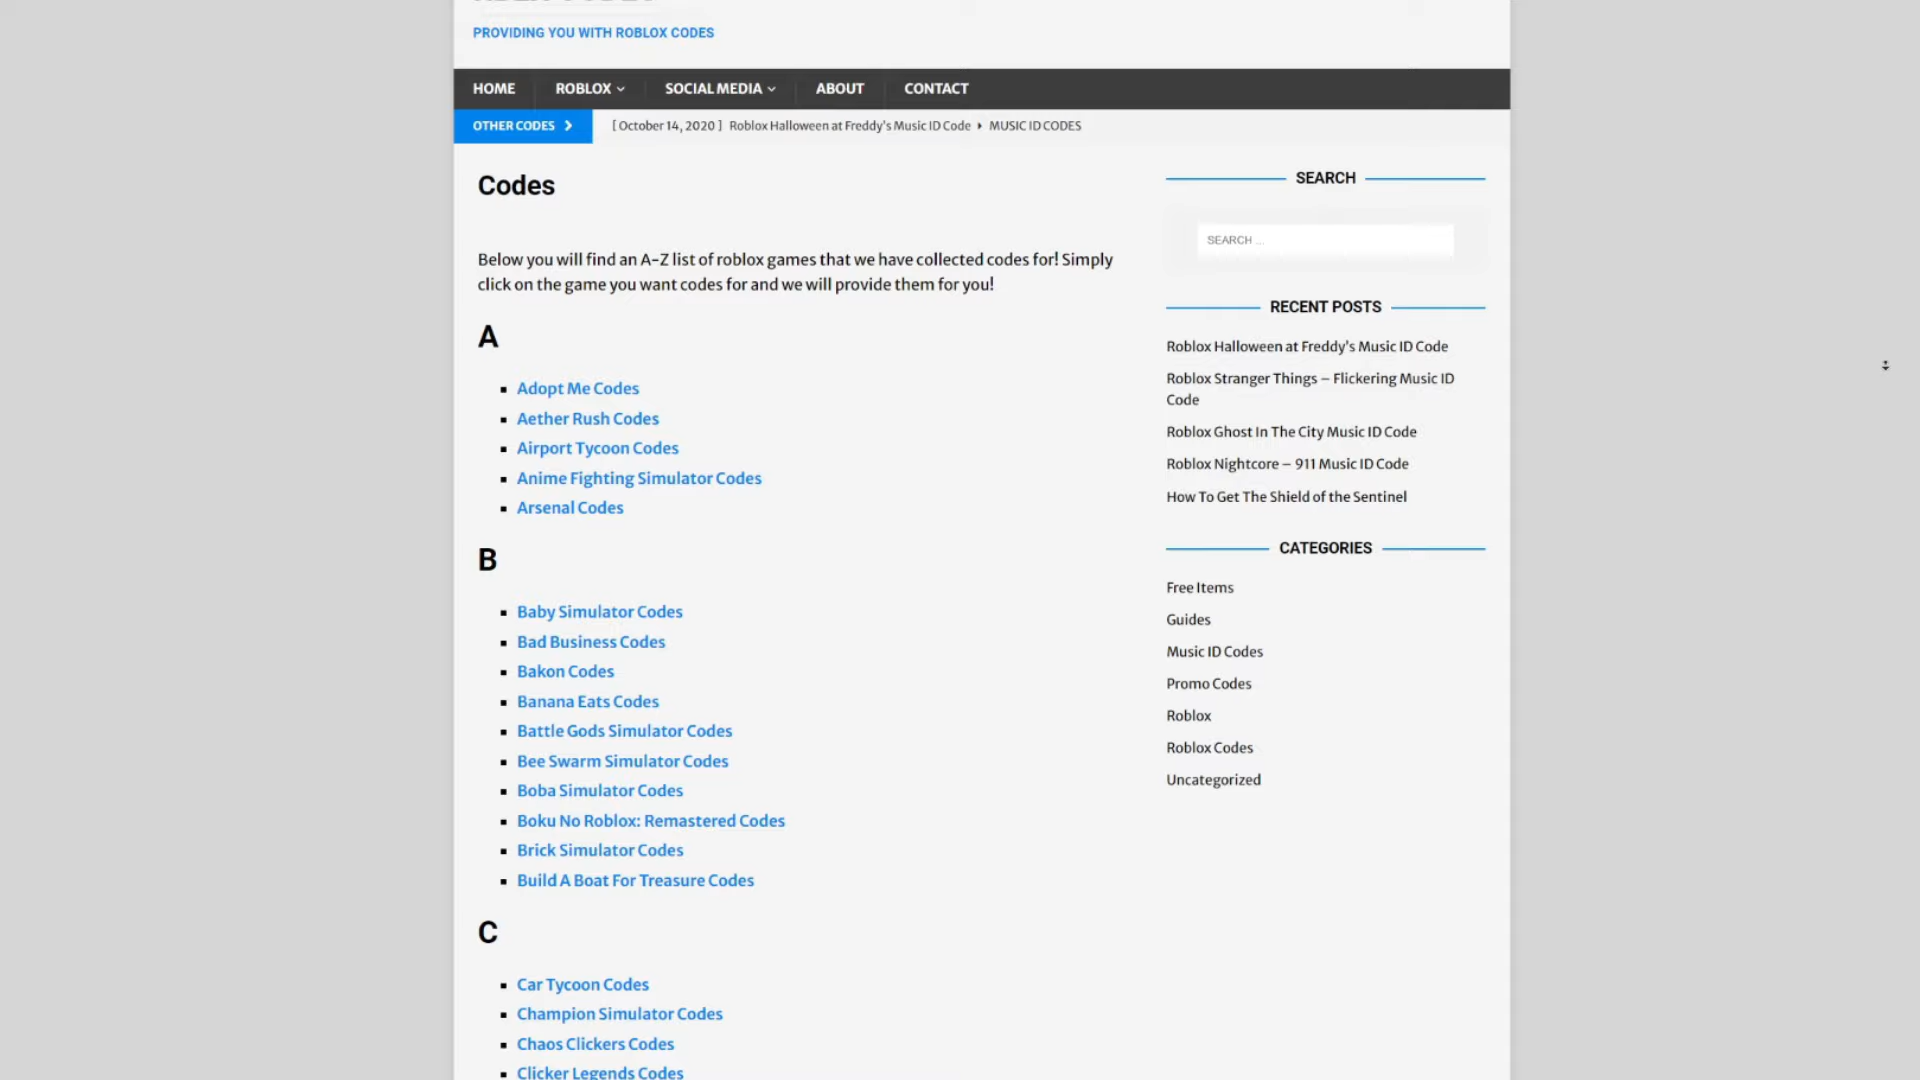 PROVIDING YOU WITH ROBLOX CODES
HOME ROBLOX SOCIAL MEDIA ABOUT CONTACT
OTHER CODES [ October 14, 2020 ] Roblox Halloween at Freddy's Music ID Code MUSIC ID CODES
Codes
Below you will find an A-Z list of roblox games that we have collected codes for! Simply
click on the game you want codes for and we will provide them for you!
A
Adopt Me Codes
Aether Rush Codes
Airport Tycoon Codes
Anime Fighting Simulator Codes
Arsenal Codes
B
Baby Simulator Codes
Bad Business Codes
Bakon Codes
Banana Eats Codes
Battle Gods Simulator Codes
Bee Swarm Simulator Codes
Boba Simulator Codes
Boku No Roblox: Remastered Codes
Brick Simulator Codes
Build A Boat For Treasure Codes
C
Car Tycoon Codes
Champion Simulator Codes
Chaos Clickers Codes
Clicker Legends Codes
SEARCH
SEARCH ...
RECENT POSTS
Roblox Halloween at Freddy's Music ID Code
Roblox Stranger Things – Flickering Music ID
Code
Roblox Ghost In The City Music ID Code
Roblox Nightcore – 911 Music ID Code
How To Get The Shield of the Sentinel
CATEGORIES
Free Items
Guides
Music ID Codes
Promo Codes
Roblox
Roblox Codes
Uncategorized